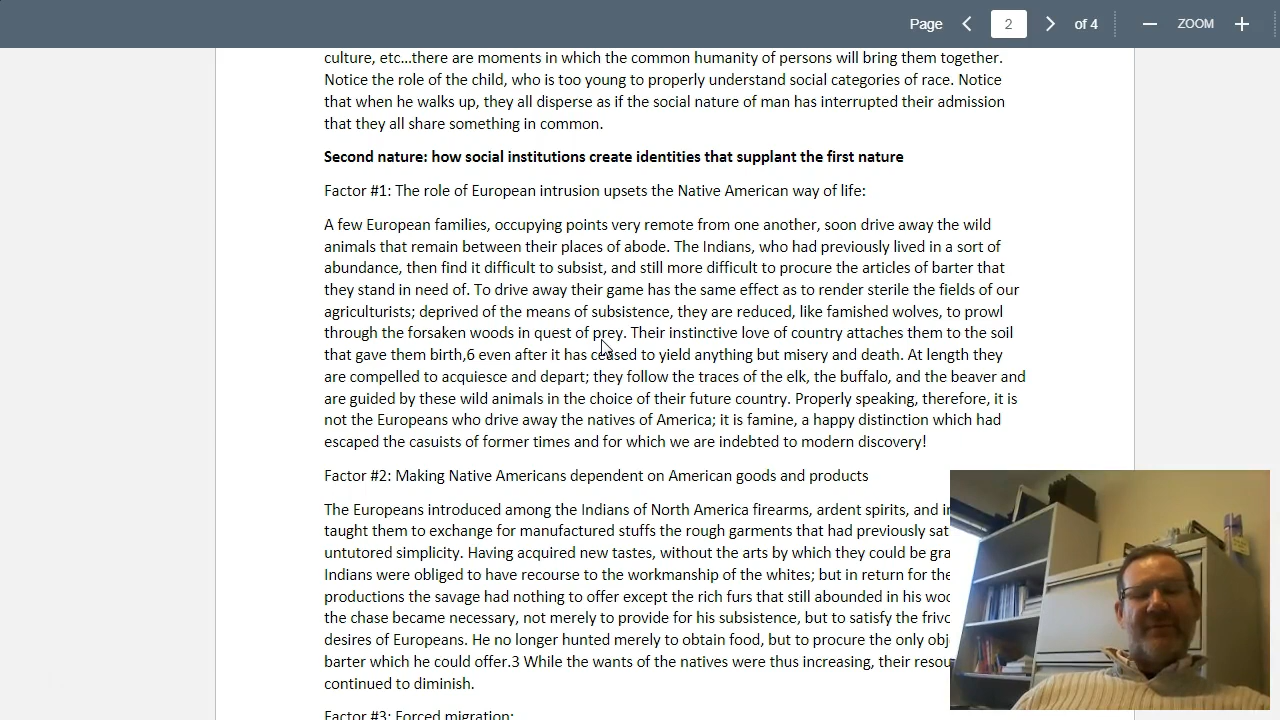 Page 2 of 4 ZOOM
culture, etc...there are moments in which the common humanity of persons will bring them together.
Notice the role of the child, who is too young to properly understand social categories of race. Notice
that when he walks up, they all disperse as if the social nature of man has interrupted their admission
that they all share something in common.
Second nature: how social institutions create identities that supplant the first nature
Factor #1: The role of European intrusion upsets the Native American way of life:
A few European families, occupying points very remote from one another, soon drive away the wild
animals that remain between their places of abode. The Indians, who had previously lived in a sort of
abundance, then find it difficult to subsist, and still more difficult to procure the articles of barter that
they stand in need of. To drive away their game has the same effect as to render sterile the fields of our
agriculturists; deprived of the means of subsistence, they are reduced, like famished wolves, to prowl
through the forsaken woods in quest of prey. Their instinctive love of country attaches them to the soil
that gave them birth,6 even after it has ceased to yield anything but misery and death. At length they
are compelled to acquiesce and depart; they follow the traces of the elk, the buffalo, and the beaver and
are guided by these wild animals in the choice of their future country. Properly speaking, therefore, it is
not the Europeans who drive away the natives of America; it is famine, a happy distinction which had
escaped the casuists of former times and for which we are indebted to modern discovery!
Factor #2: Making Native Americans dependent on American goods and products
The Europeans introduced among the Indians of North America firearms, ardent spirits, and
taught them to exchange for manufactured stuffs the rough garments that had previously
untutored simplicity. Having acquired new tastes, without the arts by which they could be
Indians were obliged to have recourse to the workmanship of the whites; but in return for
productions the savage had nothing to offer except the rich furs that still abounded in his
the chase became necessary, not merely to provide for his subsistence, but to satisfy the
desires of Europeans. He no longer hunted merely to obtain food, but to procure the only
barter which he could offer.3 While the wants of the natives were thus increasing, their
continued to diminish.
Factor #3: Forced migration: